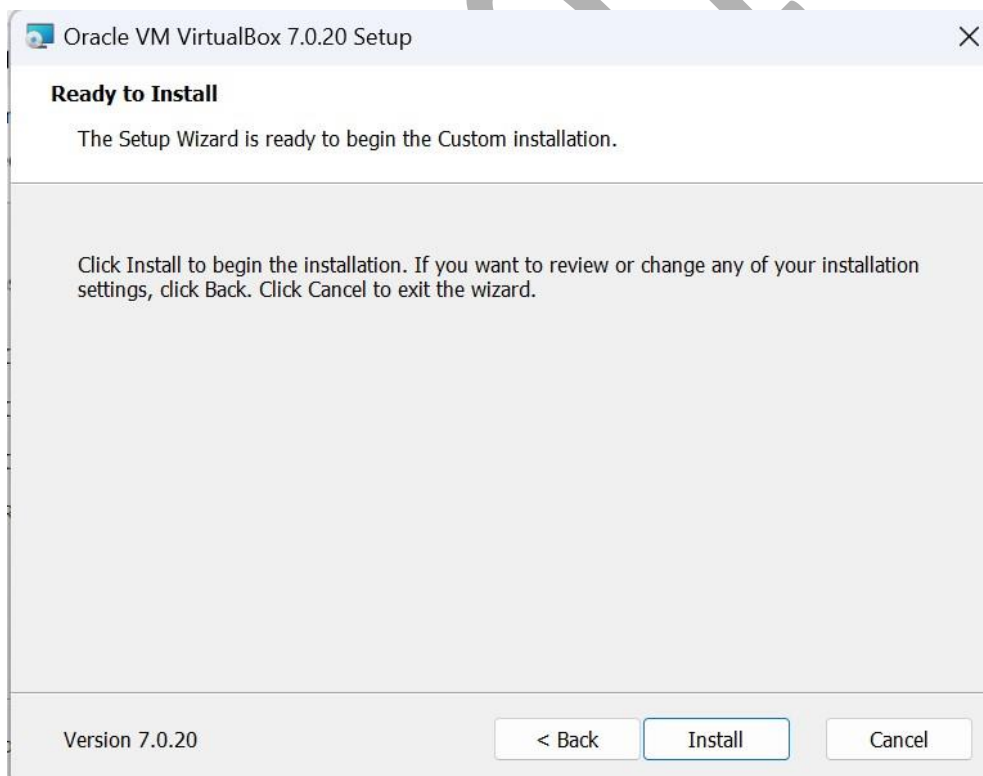 Oracle VM VirtualBox 7.0.20 Setup
Ready to Install
The Setup Wizard is ready to begin the Custom installation.
Click Install to begin the installation. If you want to review or change any of your installation
settings, click Back. Click Cancel to exit the wizard.
Version 7.0.20
< Back
Install
Cancel